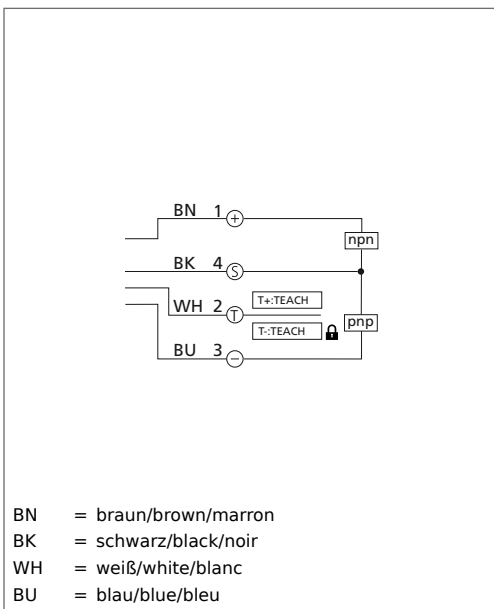 BN 1 +
npn
BK 4 S
T+:TEACH
WH 2 T
pnp
T-:TEACH
BU 3 −
BN = braun/brown/marron
BK = schwarz/black/noir
WH = weiß/white/blanc
BU = blau/blue/bleu